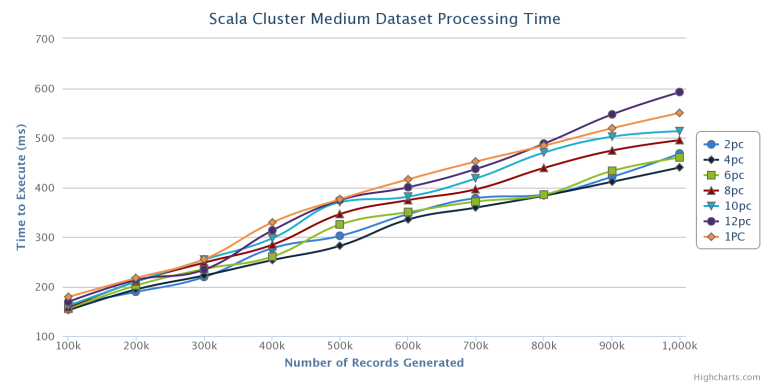 Scala Cluster Medium Dataset Processing Time
700
600
500
400
300
200
100
Time to Execute (ms)
100k 200k 300k 400k 500k 600k 700k 800k 900k 1,000k
Number of Records Generated
2pc
4pc
6pc
8pc
10pc
12pc
1PC
Highcharts.com